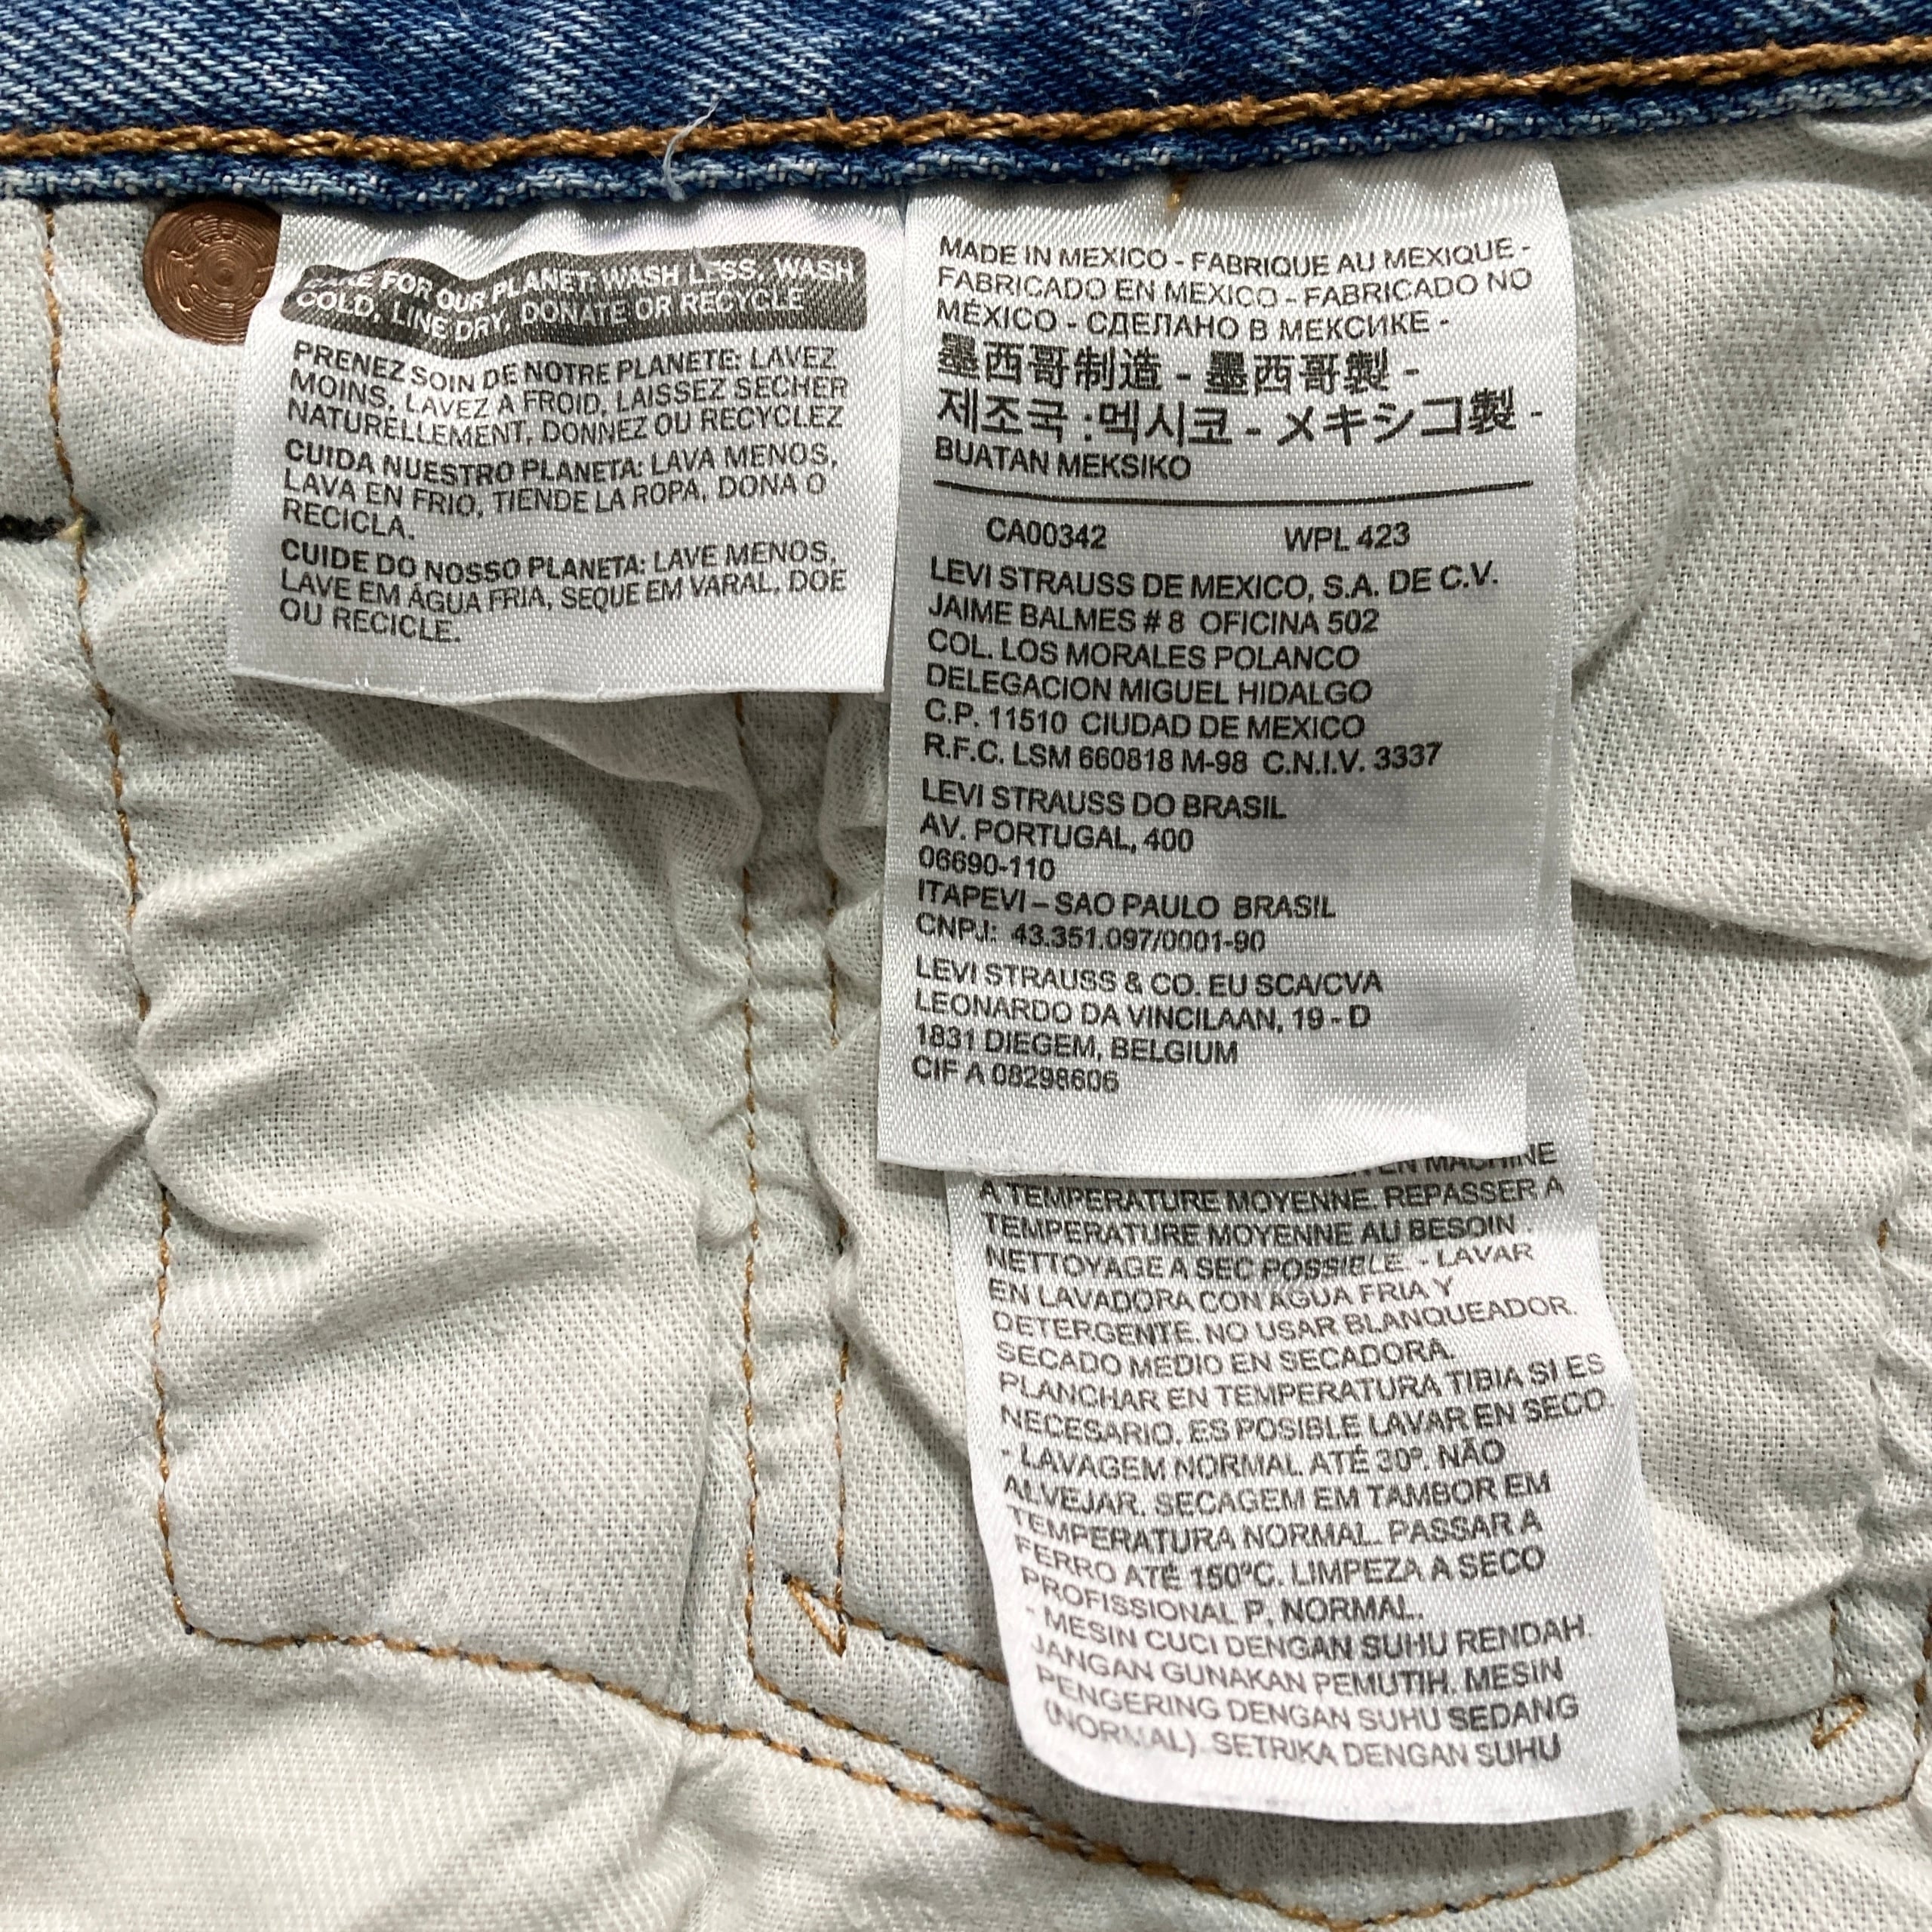 CARE FOR OUR PLANET: WASH LESS, WASH
COLD, LINE DRY, DONATE OR RECYCLE
PRENEZ SOIN DE NOTRE PLANETE: LAVEZ
MOINS, LAVEZ A FROID, LAISSEZ SECHER
NATURELLEMENT, DONNEZ OU RECYCLEZ
CUIDA NUESTRO PLANETA: LAVA MENOS,
LAVA EN FRIO, TIENDE LA ROPA, DONA O
RECICLA.
CUIDE DO NOSSO PLANETA: LAVE MENOS,
LAVE EM ÁGUA FRIA, SEQUE EM VARAL, DOE
OU RECICLE.
MADE IN MEXICO - FABRIQUE AU MEXIQUE -
FABRICADO EN MEXICO - FABRICADO NO
MÉXICO - СДЕЛАНО В МЕКСИКЕ -
墨西哥制造 - 墨西哥製 -
제조국 :멕시코 - メキシコ製 -
BUATAN MEKSIKO
CA00342 WPL 423
LEVI STRAUSS DE MEXICO, S.A. DE C.V.
JAIME BALMES # 8 OFICINA 502
COL. LOS MORALES POLANCO
DELEGACION MIGUEL HIDALGO
C.P. 11510 CIUDAD DE MEXICO
R.F.C. LSM 660818 M-98 C.N.I.V. 3337
LEVI STRAUSS DO BRASIL
AV. PORTUGAL, 400
06690-110
ITAPEVI – SAO PAULO BRASIL
CNPJ: 43.351.097/0001-90
LEVI STRAUSS & CO. EU SCA/CVA
LEONARDO DA VINCILAAN, 19 - D
1831 DIEGEM, BELGIUM
CIF A 08298606
EN MACHINE
A TEMPERATURE MOYENNE. REPASSER A
TEMPERATURE MOYENNE AU BESOIN .
NETTOYAGE A SEC POSSIBLE. - LAVAR
EN LAVADORA CON AGUA FRIA Y
DETERGENTE. NO USAR BLANQUEADOR.
SECADO MEDIO EN SECADORA.
PLANCHAR EN TEMPERATURA TIBIA SI ES
NECESARIO. ES POSIBLE LAVAR EN SECO.
- LAVAGEM NORMAL ATÉ 30º. NÃO
ALVEJAR. SECAGEM EM TAMBOR EM
TEMPERATURA NORMAL. PASSAR A
FERRO ATÉ 150ºC. LIMPEZA A SECO
PROFISSIONAL P, NORMAL.
- MESIN CUCI DENGAN SUHU RENDAH.
JANGAN GUNAKAN PEMUTIH. MESIN
PENGERING DENGAN SUHU SEDANG
(NORMAL). SETRIKA DENGAN SUHU